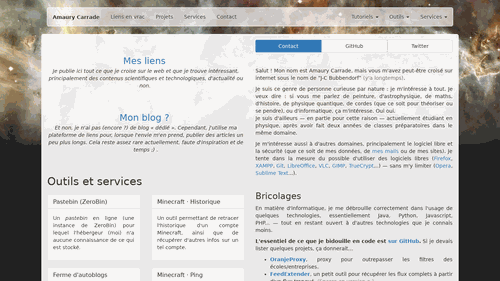 Amaury Carrade Liens en vrac Projets Services Contact Tutoriels Outils Services
Mes liens
Je publie ici tout ce que je croise sur le web et que je trouve intéressant,
principalement des contenus scientifiques et technologiques, d'actualité ou
non.
Mon blog ?
Et non, je n'ai pas (encore ?) de blog « dédié ». Cependant, j'utilise ma
plateforme de liens pour, lorsque l'envie m'en prend, publier des articles un
peu plus longs. Cela reste assez rare actuellement, faute d'inspiration et de
temps ;) .
Outils et services
Pastebin (ZeroBin)
Un pastebin en ligne (une
instance de ZeroBin) pour
lequel l'hébergeur (moi) n'a
aucune connaissance de ce qui
est stocké.
Minecraft · Historique
Un outil permettant de retracer
l'historique d'un compte
Minecraft, ainsi que de
récupérer d'autres infos sur un
tel compte.
Ferme d'autoblogs
Minecraft · Ping
Contact GitHub Twitter
Salut ! Mon nom est Amaury Carrade, mais vous m'avez peut-être croisé sur
internet sous le nom de "J-C Bubbendorf" (y'a longtemps).
Je suis ce genre de personne curieuse par nature : je m'intéresse à tout. Je
veux dire : si vous me parlez de peinture, d'astrophysique, de maths,
d'histoire, de physique quantique, de cordes (que ce soit pour théoriser ou
se pendre), ou d'informatique, ça m'intéresse. Oui oui.
Je suis d'ailleurs — en partie pour cette raison — actuellement étudiant en
physique, après avoir fait deux années de classes préparatoires dans le
même domaine.
Je m'intéresse aussi à d'autres domaines, principalement le logiciel libre et
la sécurité (que ce soit de mes données, de mes mails ou de mes sites). Je
tente dans la mesure du possible d'utiliser des logiciels libres (Firefox,
XAMPP, Git, LibreOffice, VLC, GIMP, TrueCrypt...) — sans m'y limiter (Opera,
Sublime Text...).
Bricolages
En matière d'informatique, je me débrouille correctement dans l'usage de
quelques technologies, essentiellement Java, Python, Javascript,
PHP... — tout en restant ouvert à d'autres technologies que je connais
moins.
L'essentiel de ce que je bidouille en code est sur GitHub. Si je devais
lister quelques projets, ça donnerait...
OranjeProxy, proxy pour outrepasser les filtres
des écoles/entreprises.
FeedExtender, un petit outil pour récupérer les flux complets à partir